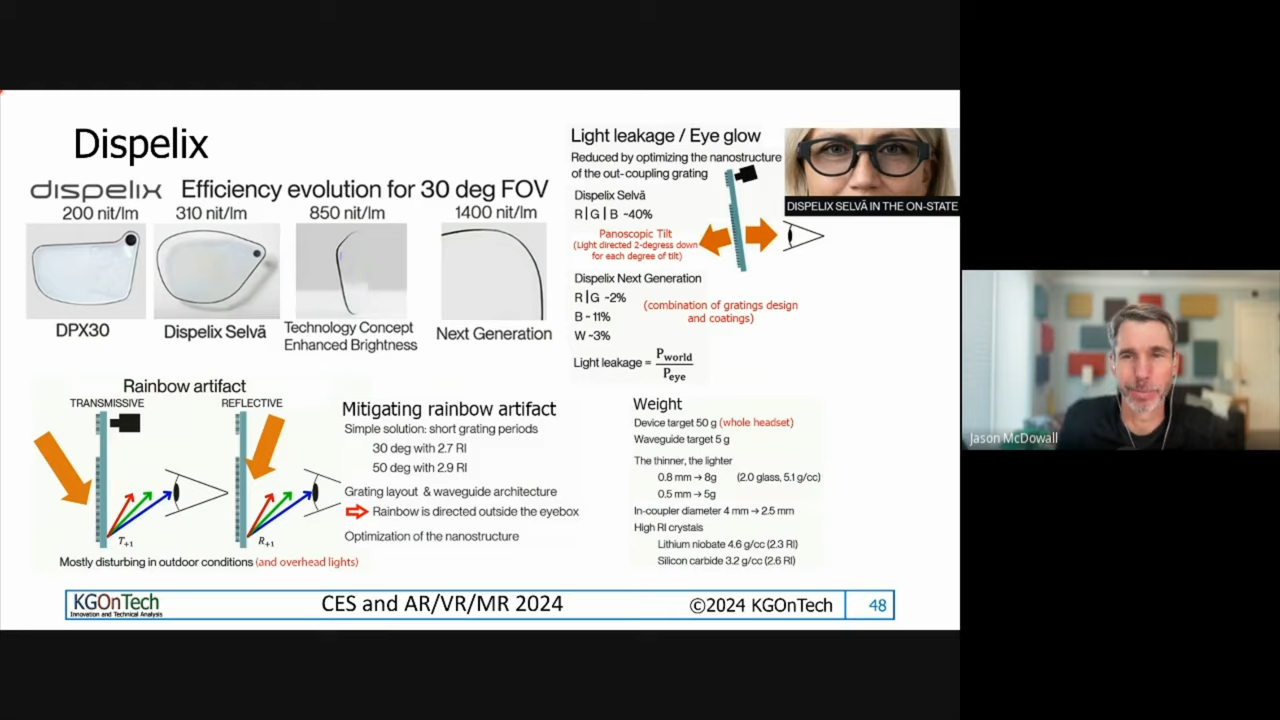 Dispelix
dispelix Efficiency evolution for 30 deg FOV
200 nit/lm 310 nit/lm 850 nit/lm 1400 nit/lm
DPX30
Dispelix Selvä
Technology Concept
Enhanced Brightness
Next Generation
Light leakage / Eye glow
Reduced by optimizing the nanostructure
of the out-coupling grating
Dispelix Selvä
R|G|B ~40%
Panoscopic Tilt
(Light directed 2-degrees down
for each degree of tilt)
DISPELIX SELVÄ IN THE ON-STATE
Dispelix Next Generation
R|G ~2%
B ~ 11%
W ~3%
(combination of gratings design
and coatings)
Light leakage = P world / P eye
Rainbow artifact
TRANSMISSIVE REFLECTIVE
T+1 R+1
Mostly disturbing in outdoor conditions (and overhead lights)
Mitigating rainbow artifact
Simple solution: short grating periods
30 deg with 2.7 RI
50 deg with 2.9 RI
Grating layout & waveguide architecture
Rainbow is directed outside the eyebox
Optimization of the nanostructure
Weight
Device target 50 g (whole headset)
Waveguide target 5 g
The thinner, the lighter
0.8 mm → 8g (2.0 glass, 5.1 g/cc)
0.5 mm → 5g
In-coupler diameter 4 mm → 2.5 mm
High RI crystals
Lithium niobate 4.6 g/cc (2.3 RI)
Silicon carbide 3.2 g/cc (2.6 RI)
KGOnTech
Innovation and Technical Analysis
CES and AR/VR/MR 2024
©2024 KGOnTech
48
Jason McDowall